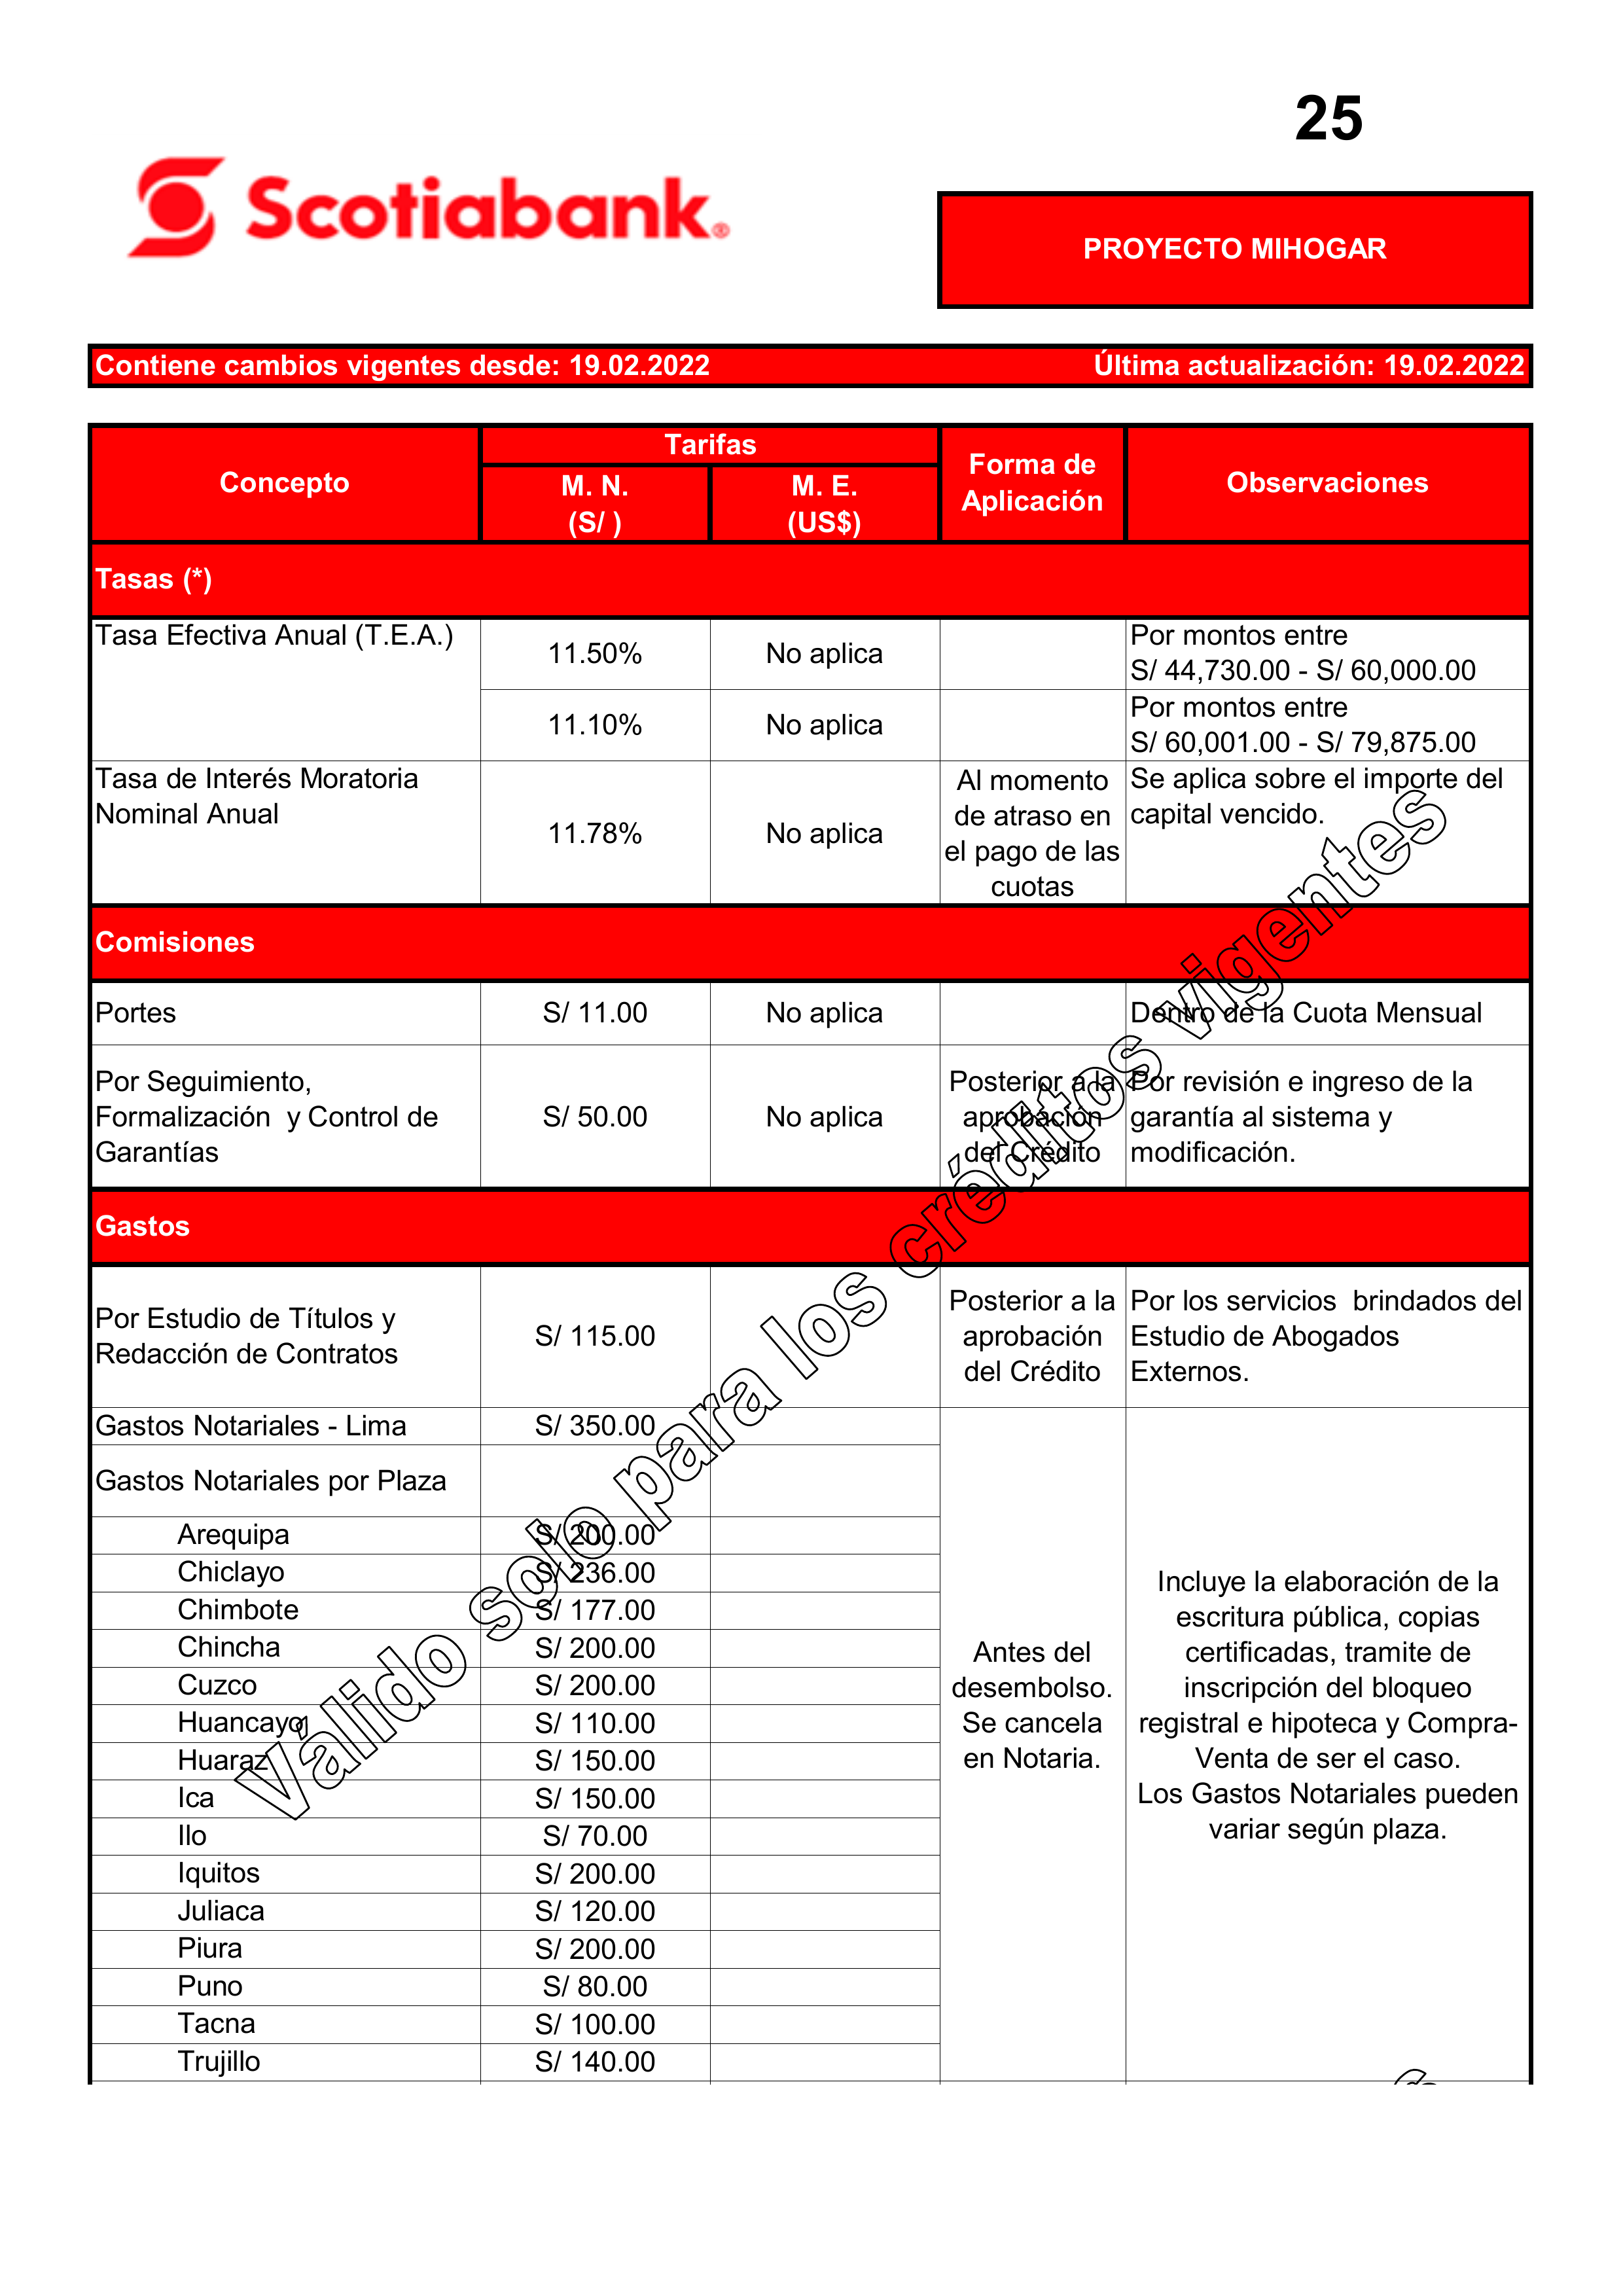 25
Scotiabank®
PROYECTO MIHOGAR
Contiene cambios vigentes desde: 19.02.2022 Última actualización: 19.02.2022
Concepto
Tarifas
M. N.
(S/ )
M. E.
(US$)
Forma de
Aplicación
Observaciones
Tasas (*)
Tasa Efectiva Anual (T.E.A.)
11.50%
No aplica
Por montos entre
S/ 44,730.00 - S/ 60,000.00
11.10%
No aplica
Por montos entre
S/ 60,001.00 - S/ 79,875.00
Tasa de Interés Moratoria
Nominal Anual
11.78%
No aplica
Al momento
de atraso en
el pago de las
cuotas
Se aplica sobre el importe del
capital vencido.
Comisiones
Portes
S/ 11.00
No aplica
Dentro de la Cuota Mensual
Por Seguimiento,
Formalización  y Control de
Garantías
S/ 50.00
No aplica
Posterior a la
aprobación
del Crédito
Por revisión e ingreso de la
garantía al sistema y
modificación.
Gastos
Por Estudio de Títulos y
Redacción de Contratos
S/ 115.00
Posterior a la
aprobación
del Crédito
Por los servicios  brindados del
Estudio de Abogados
Externos.
Gastos Notariales - Lima S/ 350.00
Gastos Notariales por Plaza
Arequipa S/ 200.00
Chiclayo S/ 236.00
Chimbote S/ 177.00
Chincha S/ 200.00
Cuzco S/ 200.00
Huancayo S/ 110.00
Huaraz S/ 150.00
Ica S/ 150.00
Ilo S/ 70.00
Iquitos S/ 200.00
Juliaca S/ 120.00
Piura S/ 200.00
Puno S/ 80.00
Tacna S/ 100.00
Trujillo S/ 140.00
Antes del
desembolso.
Se cancela
en Notaria.
Incluye la elaboración de la
escritura pública, copias
certificadas, tramite de
inscripción del bloqueo
registral e hipoteca y Compra-
Venta de ser el caso.
Los Gastos Notariales pueden
variar según plaza.
Válido solo para los créditos vigentes